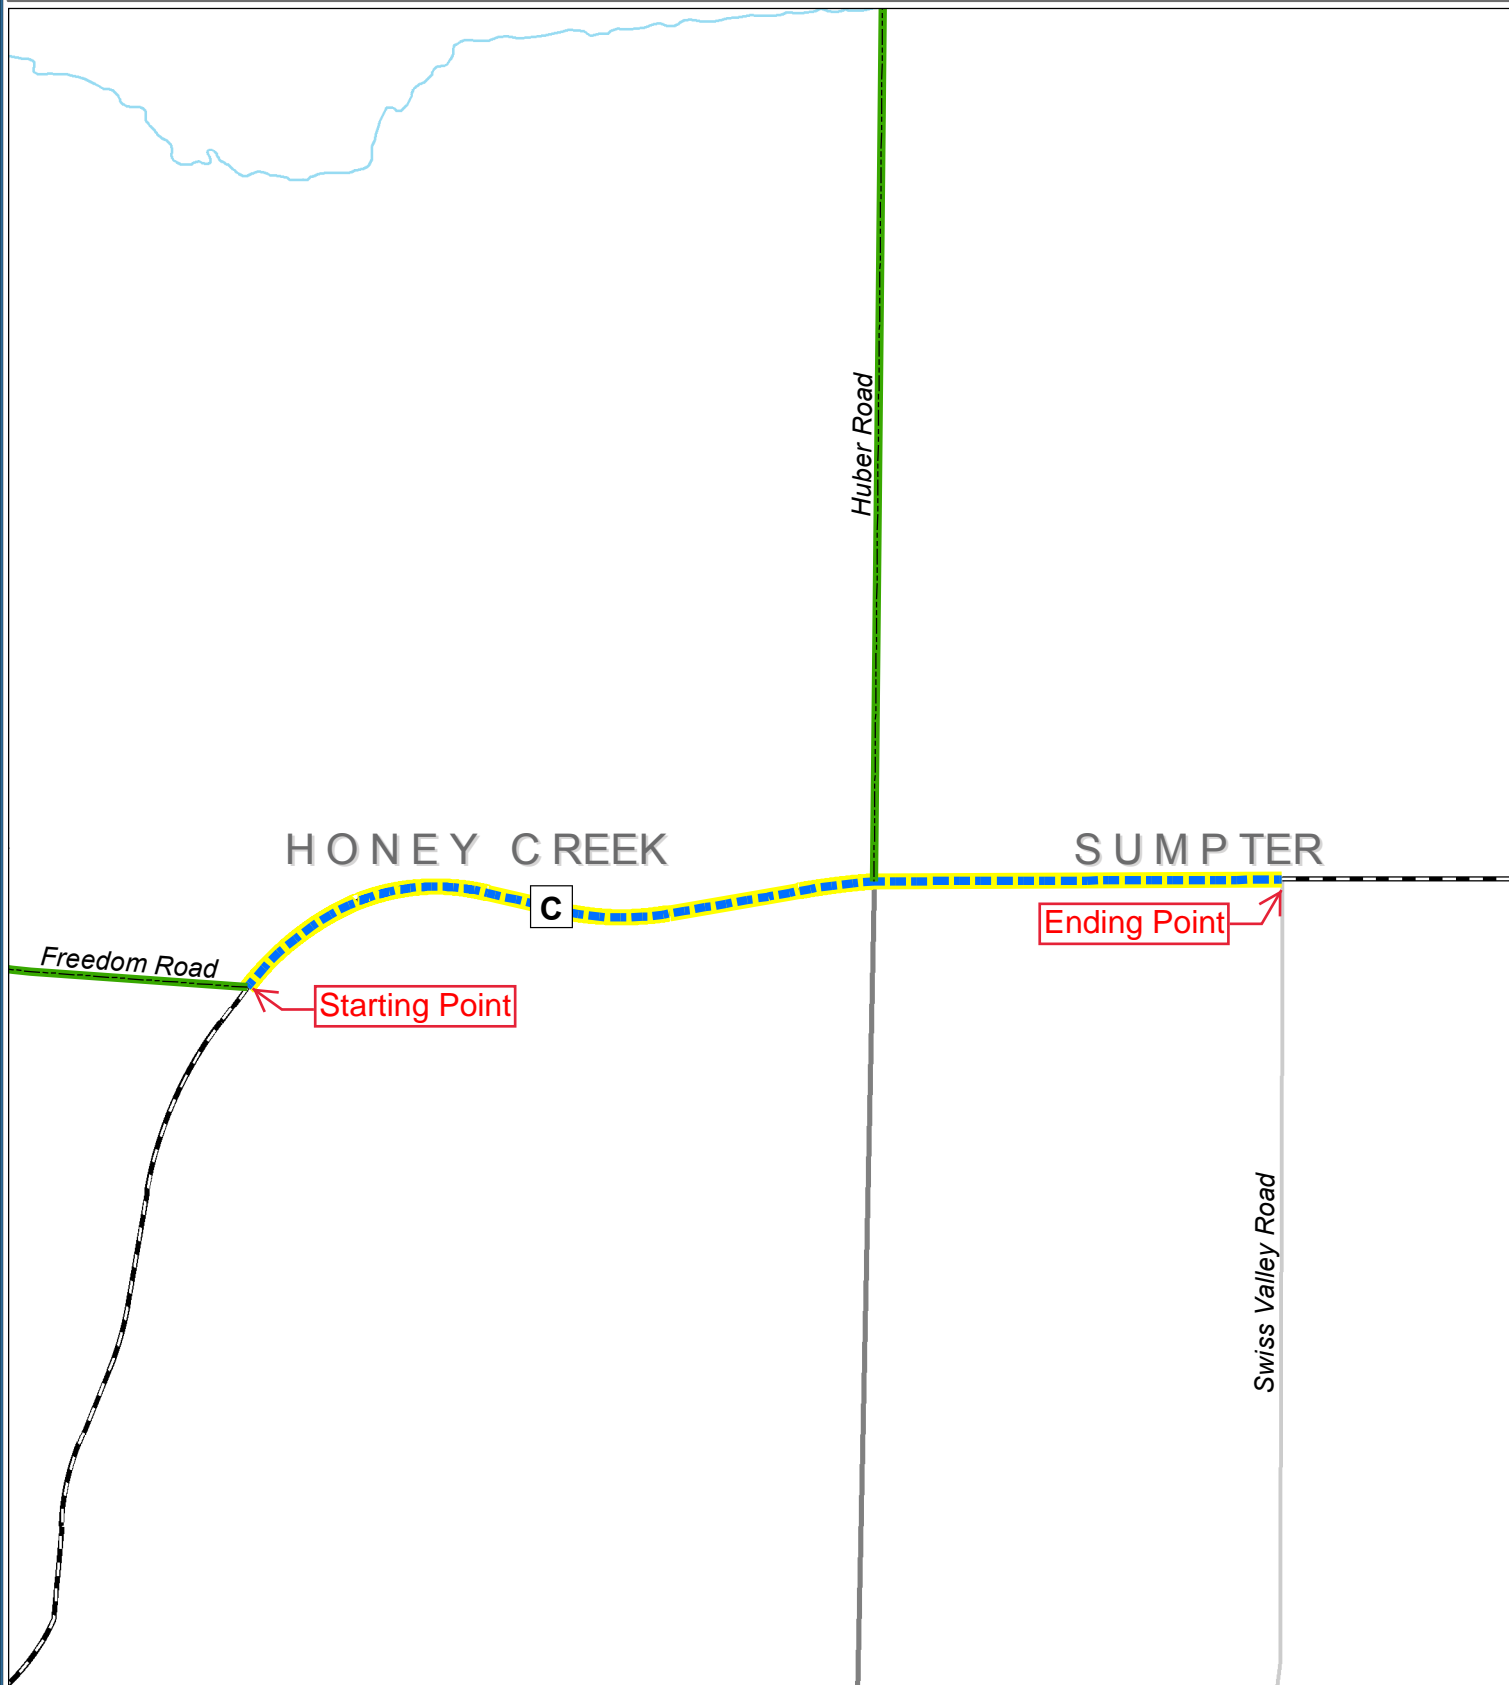 Huber Road
HONEY CREEK
SUMPTER
C
Ending Point
Freedom Road
Starting Point
Swiss Valley Road